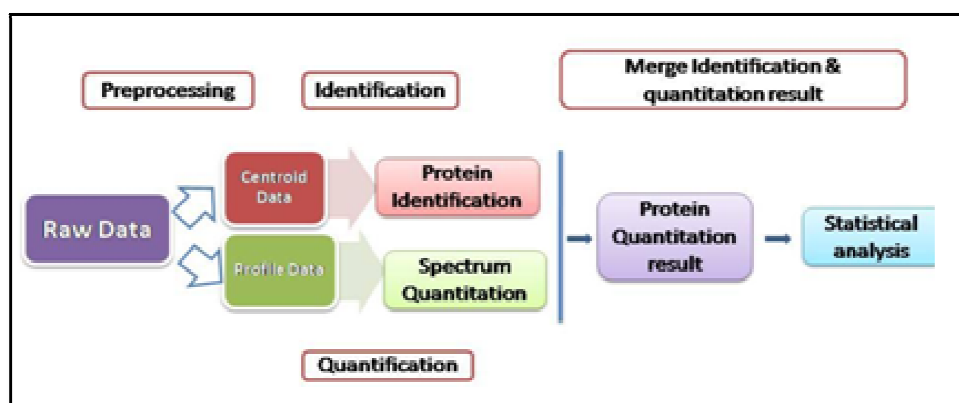 Preprocessing
Identification
Merge Identification &
quantitation result
Raw Data
Centroid
Data
Protein
Identification
Profile Data
Spectrum
Quantitation
Protein
Quantitation
result
Statistical
analysis
Quantification